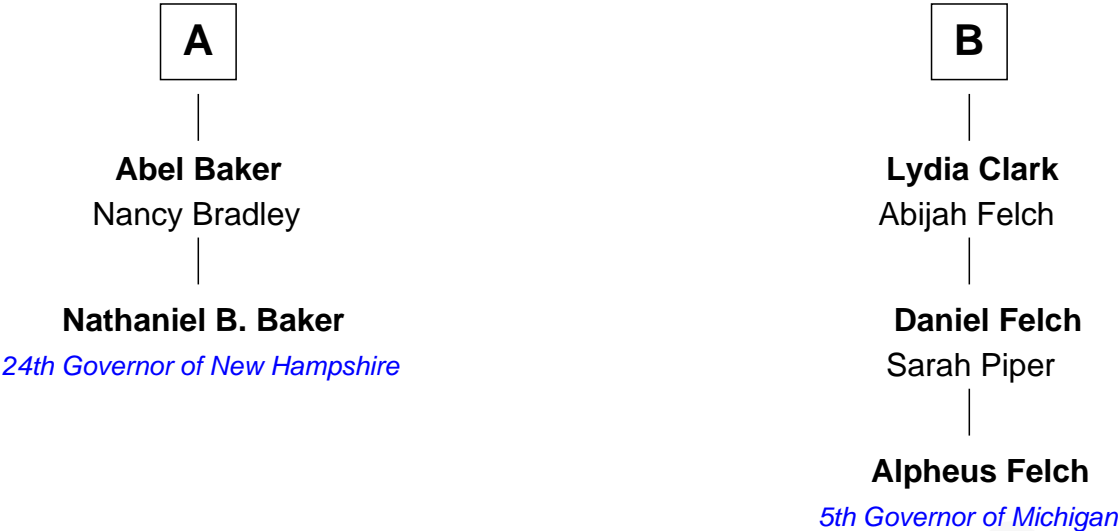 A
Abel Baker
Nancy Bradley
Nathaniel B. Baker
24th Governor of New Hampshire
B
Lydia Clark
Abijah Felch
Daniel Felch
Sarah Piper
Alpheus Felch
5th Governor of Michigan